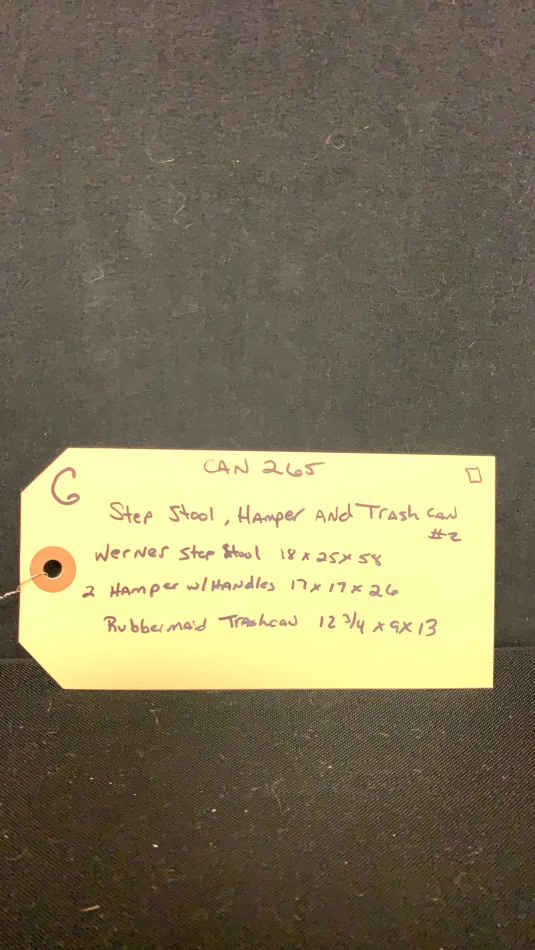 CAN 265
G
Step Stool, Hamper And Trash can
#2
Werner Step Stool 18 x 25 x 58
2 Hamper w/Handles 17 x 17 x 26
Rubbermaid Trashcan 12 3/4 x 9 x 13